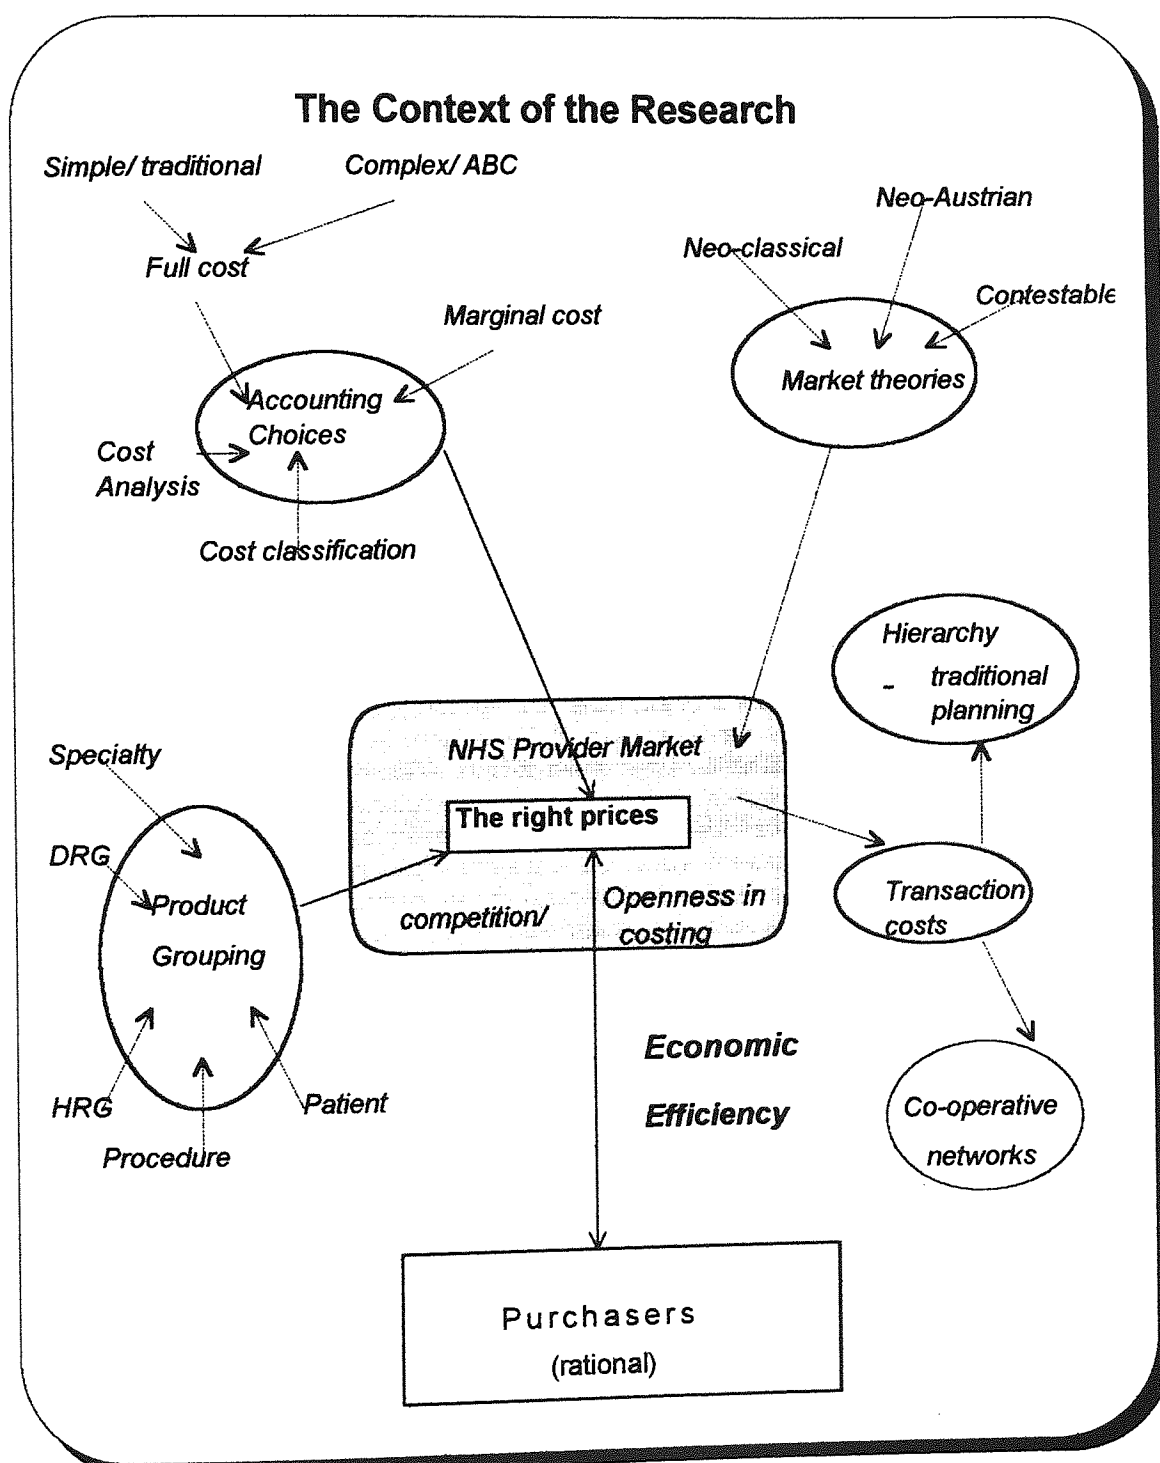 The Context of the Research
Simple/ traditional
Complex/ ABC
Neo-Austrian
Neo-classical
Full cost
Contestable
Marginal cost
Market theories
Accounting
Choices
Cost
Analysis
Cost classification
Hierarchy
- traditional
planning
NHS Provider Market
Specialty
The right prices
DRG
Product
Grouping
competition/
Openness in
costing
Transaction
costs
Economic
Efficiency
HRG
Patient
Procedure
Co-operative
networks
Purchasers
(rational)